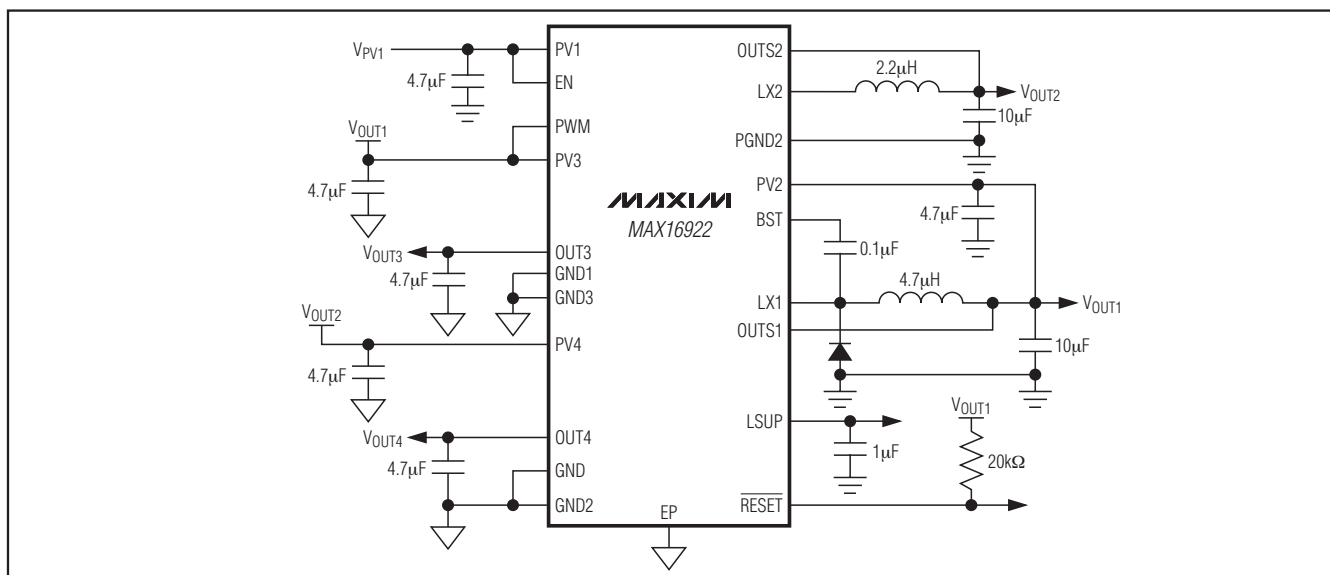 V_PV1
4.7µF
PV1
EN
V_OUT1
PWM
PV3
4.7µF
V_OUT3
OUT3
4.7µF
GND1
GND3
V_OUT2
PV4
4.7µF
V_OUT4
OUT4
4.7µF
GND
GND2
MAXIM
MAX16922
EP
OUTS2
2.2µH
LX2
V_OUT2
10µF
PGND2
PV2
4.7µF
BST
0.1µF
4.7µH
LX1
V_OUT1
OUTS1
10µF
V_OUT1
LSUP
1µF
20kΩ
RESET